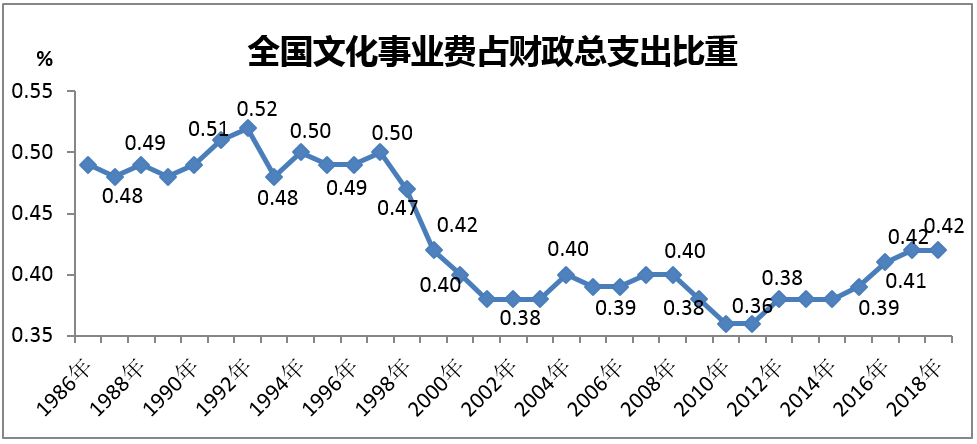 全国文化事业费占财政总支出比重
%
0.55
0.50
0.45
0.40
0.35
0.48
0.49
0.51
0.52
0.48
0.50
0.49
0.50
0.47
0.42
0.40
0.38
0.40
0.39
0.40
0.38
0.36
0.38
0.39
0.41
0.42
0.42
1986年
1988年
1990年
1992年
1994年
1996年
1998年
2000年
2002年
2004年
2006年
2008年
2010年
2012年
2014年
2016年
2018年